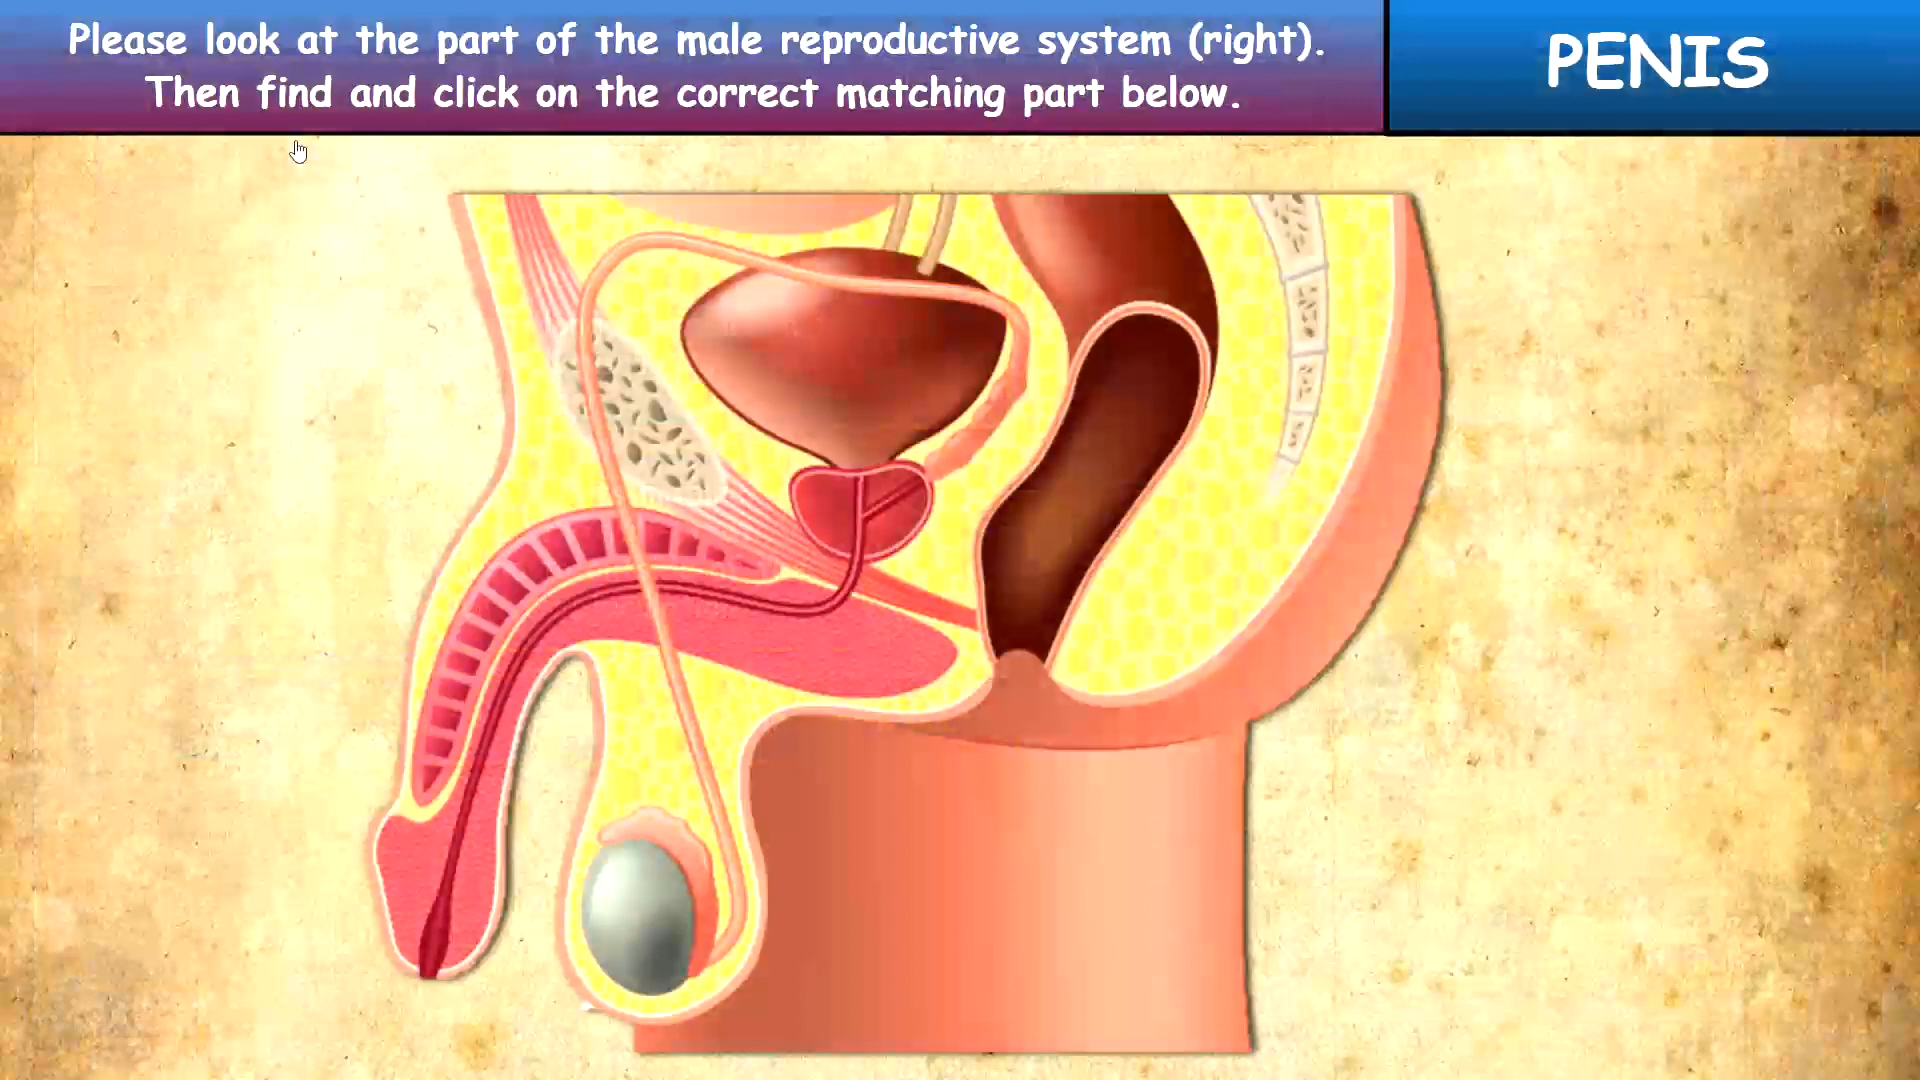 Please look at the part of the male reproductive system (right).
Then find and click on the correct matching part below.
PENIS